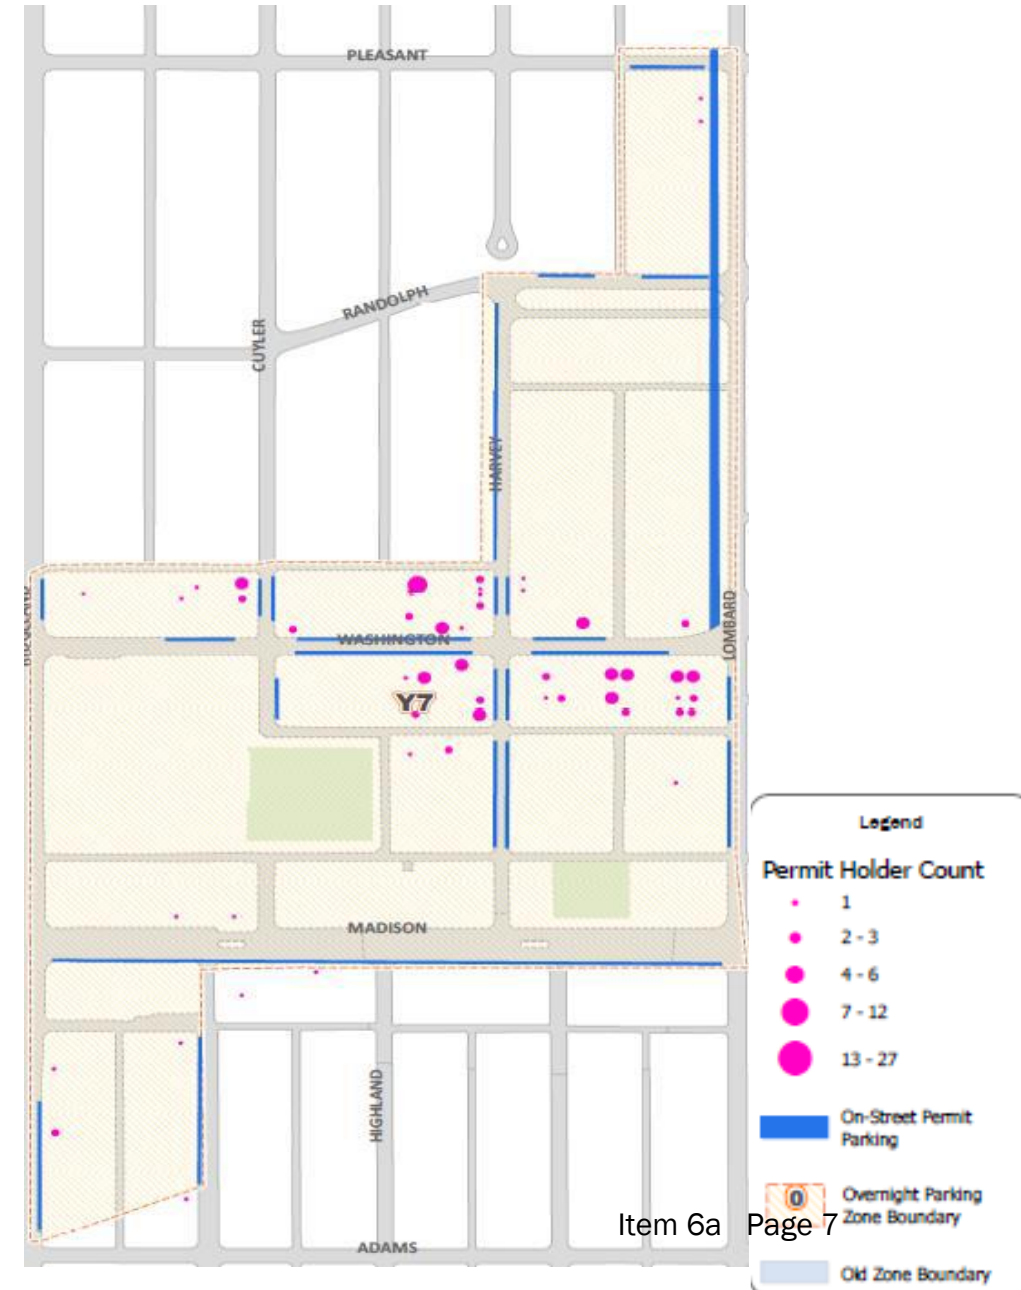 PLEASANT
RANDOLPH
CUYLER
HARVEY
LOMBARD
WASHINGTON
Y7
MADISON
HIGHLAND
ADAMS
Legend
Permit Holder Count
1
2 - 3
4 - 6
7 - 12
13 - 27
On-Street Permit
Parking
0
Overnight Parking
Zone Boundary
Item 6a Page 7
Old Zone Boundary